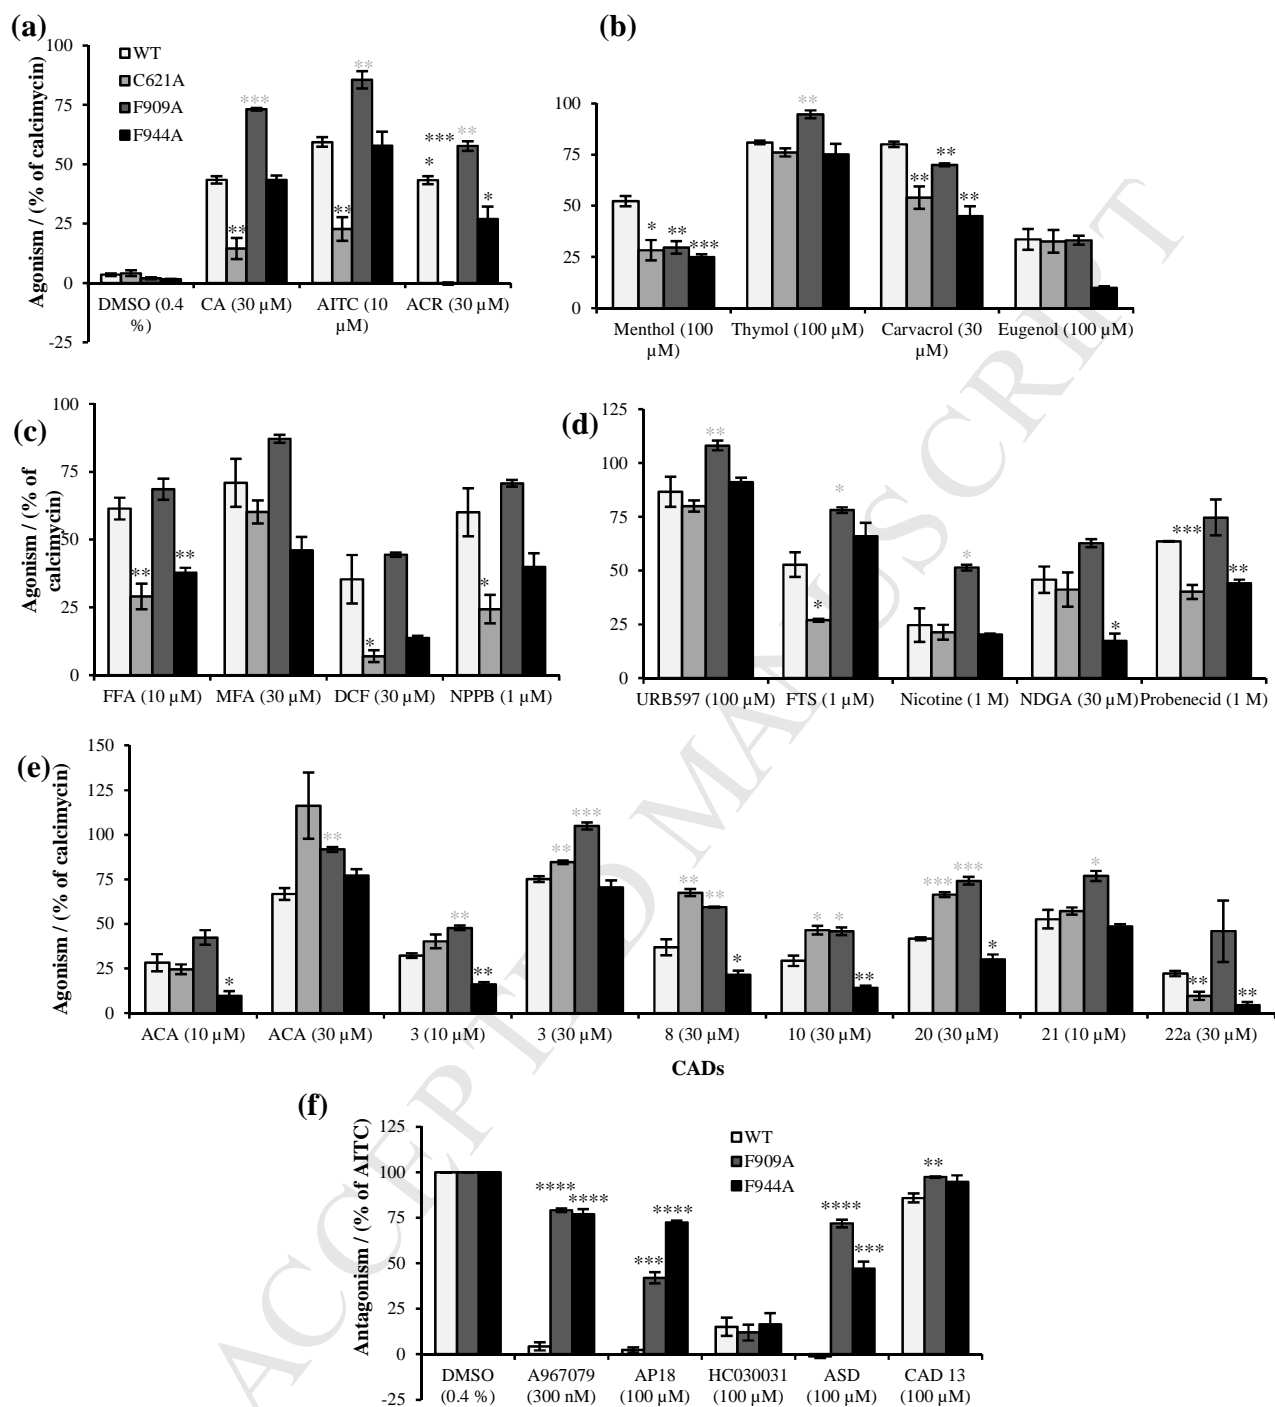 (a)
100
75
50
25
0
-25
Agonism / (% of calcimycin)
WT
C621A
F909A
F944A
*** ** *** **
* *
** **
DMSO (0.4 %)
CA (30 µM)
AITC (10 µM)
ACR (30 µM)
(b)
100
75
50
25
0
* ** *** ** ** ** **
Menthol (100 µM)
Thymol (100 µM)
Carvacrol (30 µM)
Eugenol (100 µM)
(c)
100
75
50
25
0
Agonism / (% of
calcimycin)
** ** * *
FFA (10 µM)
MFA (30 µM)
DCF (30 µM)
NPPB (1 µM)
(d)
125
100
75
50
25
0
** * * * * *** **
URB597 (100 µM)
FTS (1 µM)
Nicotine (1 M)
NDGA (30 µM)
Probenecid (1 M)
(e)
150
125
100
75
50
25
0
Agonism / (% of calcimycin)
* ** ** ** ** *** ** ** * * * ** *** *** * * ** **
ACA (10 µM)
ACA (30 µM)
3 (10 µM)
3 (30 µM)
8 (30 µM)
10 (30 µM)
20 (30 µM)
21 (10 µM)
22a (30 µM)
CADs
(f)
125
100
75
50
25
0
-25
Antagonism / (% of AITC)
WT
F909A
F944A
**** **** *** **** **** *** **
DMSO
(0.4 %)
A967079
(300 nM)
AP18
(100 µM)
HC030031
(100 µM)
ASD
(100 µM)
CAD 13
(100 µM)
ACCEPTED MANUSCRIPT